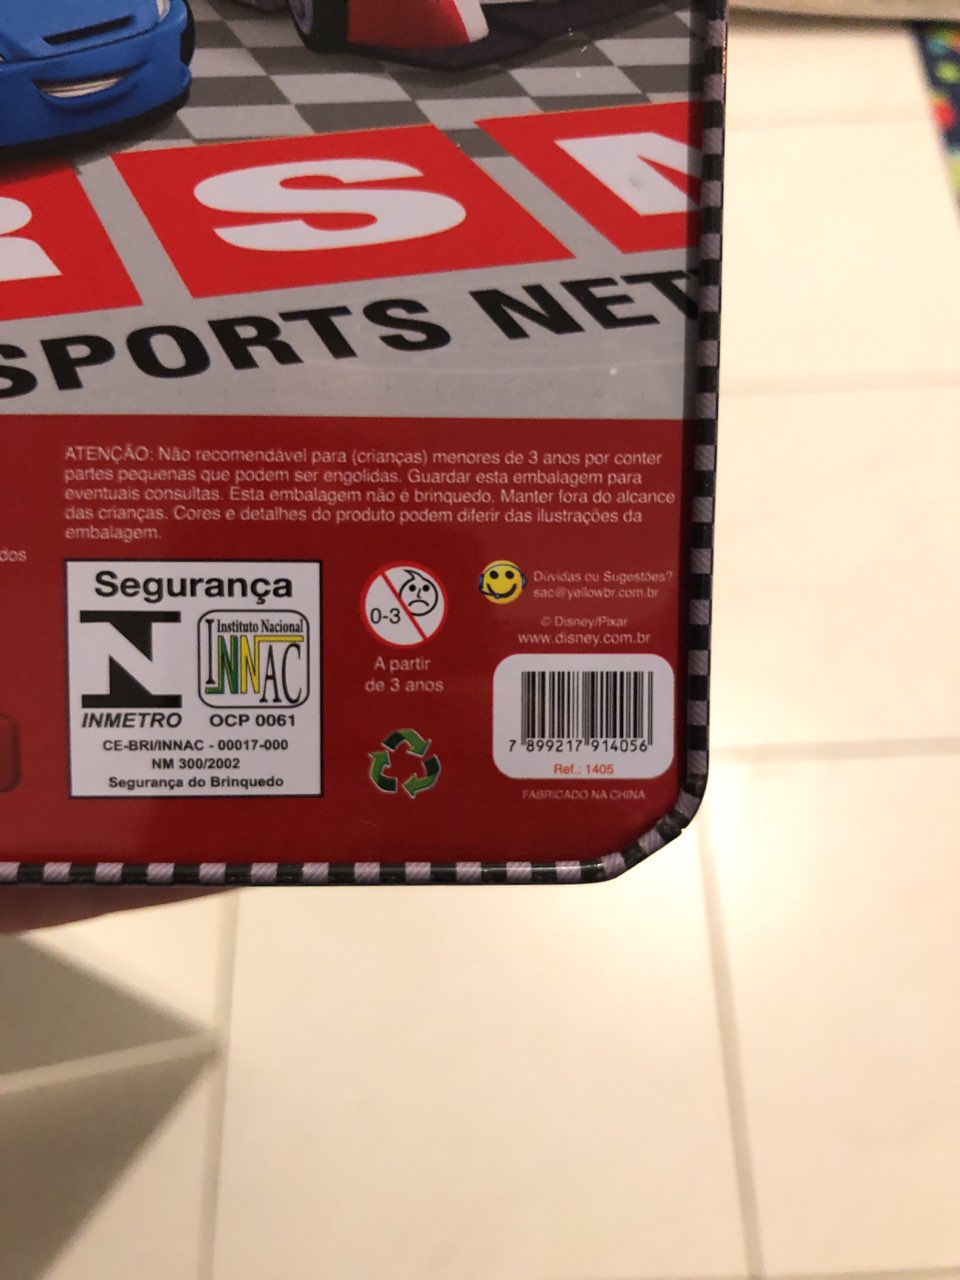 R S N
SPORTS NET
ATENÇÃO: Não recomendável para (crianças) menores de 3 anos por conter
partes pequenas que podem ser engolidas. Guardar esta embalagem para
eventuais consultas. Esta embalagem não é brinquedo. Manter fora do alcance
das crianças. Cores e detalhes do produto podem diferir das ilustrações da
embalagem.
dos
Segurança
INMETRO
Instituto Nacional
INNAC
OCP 0061
CE-BRI/INNAC - 00017-000
NM 300/2002
Segurança do Brinquedo
0-3
A partir
de 3 anos
Dúvidas ou Sugestões?
sac@yellowbr.com.br
© Disney/Pixar
www.disney.com.br
7 899217 914056
Ref.: 1405
FABRICADO NA CHINA